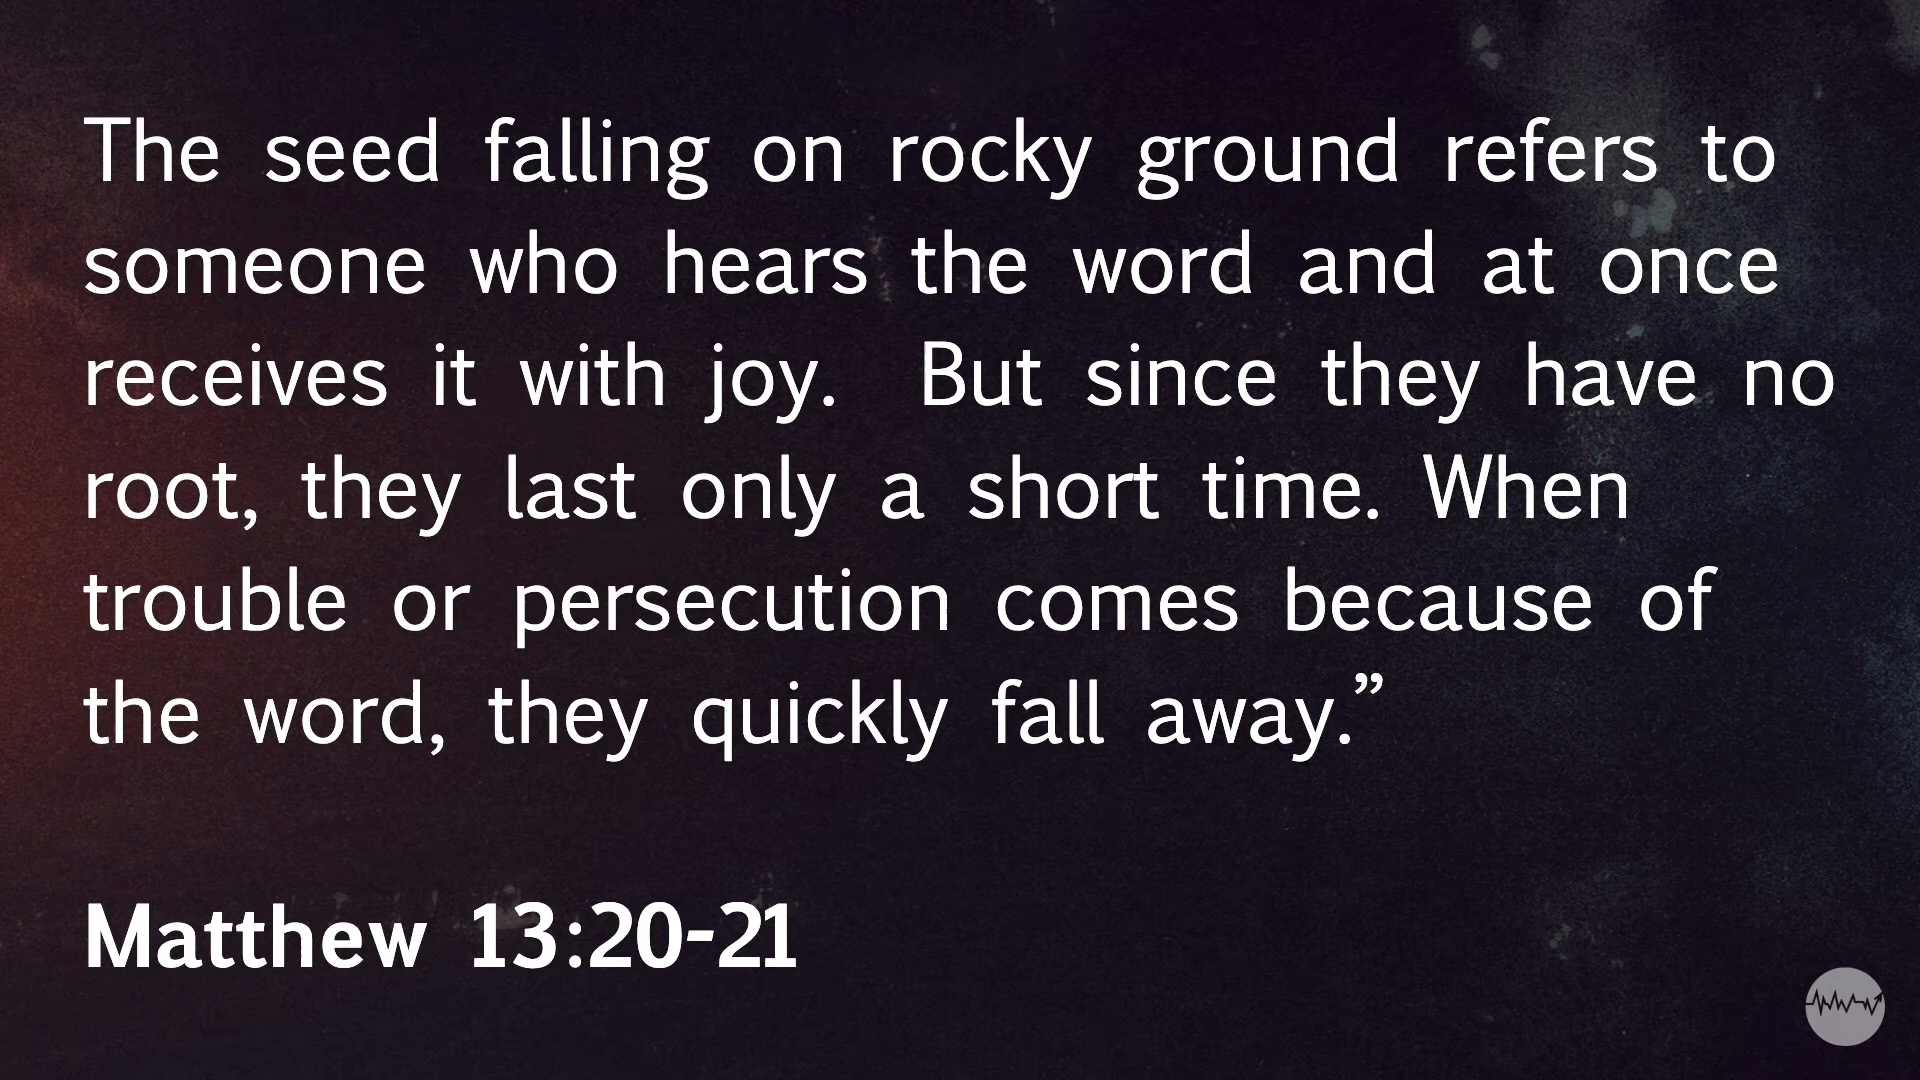 The seed falling on rocky ground refers to
someone who hears the word and at once
receives it with joy.  But since they have no
root, they last only a short time. When
trouble or persecution comes because of
the word, they quickly fall away.”
Matthew 13:20-21